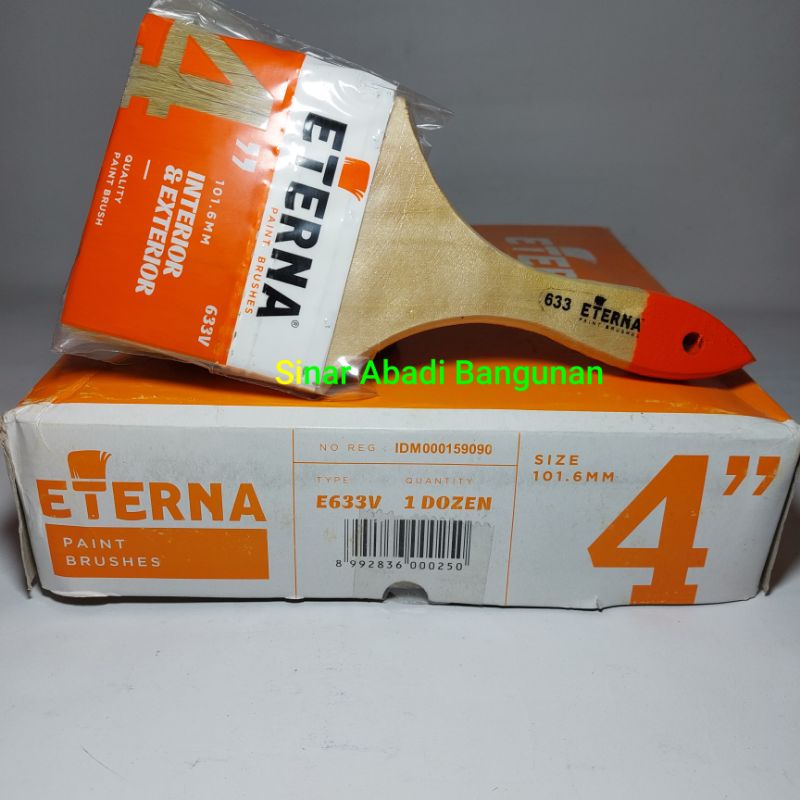 4”
101.6MM
INTERIOR
& EXTERIOR
QUALITY
PAINT BRUSH
633V
ETERNA®
PAINT BRUSHES
633 ETERNA
PAINT BRUSHES
ETERNA
Sinar Abadi Bangunan
ETERNA
PAINT
BRUSHES
NO REG : IDM000159090
TYPE QUANTITY
E633V 1 DOZEN
8 992836 000250
SIZE
101.6MM
4”